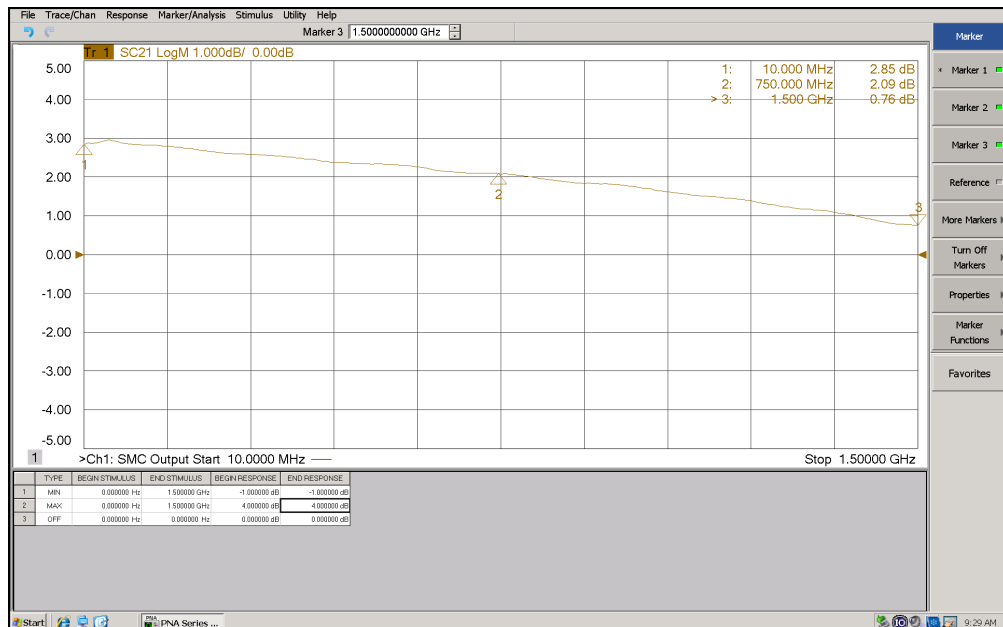 File Trace/Chan Response Marker/Analysis Stimulus Utility Help
Marker 3 1.5000000000 GHz
Marker
Tr 1 SC21 LogM 1.000dB/ 0.00dB
1: 10.000 MHz 2.85 dB
2: 750.000 MHz 2.09 dB
> 3: 1.500 GHz 0.76 dB
5.00
4.00
3.00
2.00
1.00
0.00
-1.00
-2.00
-3.00
-4.00
-5.00
1
2
3
* Marker 1
Marker 2
Marker 3
Reference
More Markers
Turn Off
Markers
Properties
Marker
Functions
Favorites
1 >Ch1: SMC Output Start 10.0000 MHz Stop 1.50000 GHz
TYPE BEGIN STIMULUS END STIMULUS BEGIN RESPONSE END RESPONSE
1 MIN 0.000000 Hz 1.500000 GHz -1.000000 dB -1.000000 dB
2 MAX 0.000000 Hz 1.500000 GHz 4.000000 dB 4.000000 dB
3 OFF 0.000000 Hz 0.000000 Hz 0.000000 dB 0.000000 dB
Start PNA PNA Series ... IO 9:29 AM